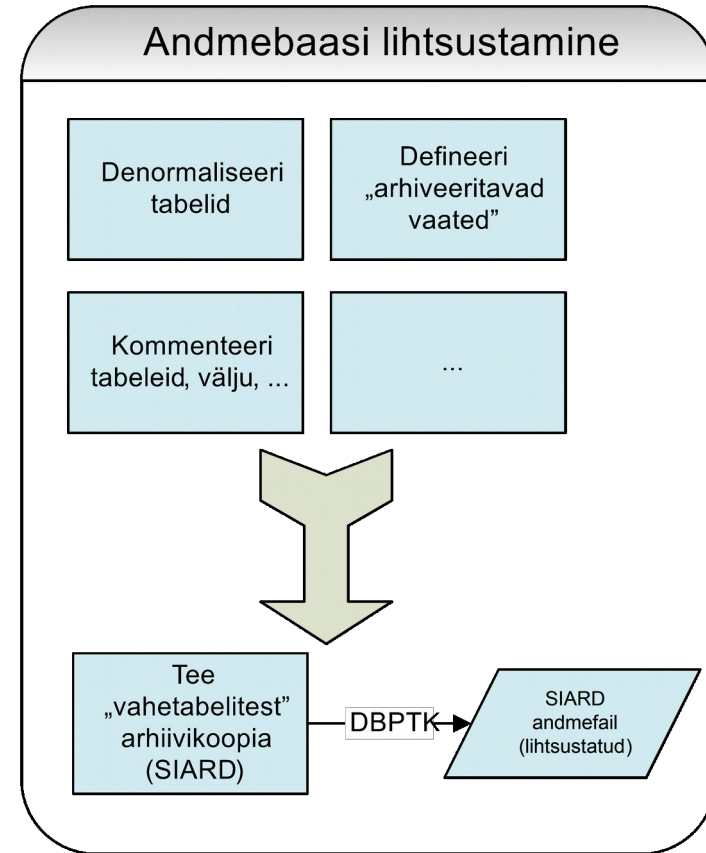 Andmebaasi lihtsustamine
Denormaliseeri
tabelid
Defineeri
„arhiveeritavad
vaated”
Kommenteeri
tabeleid, välju, ...
...
Tee
„vahetabelitest”
arhiivikoopia
(SIARD)
DBPTK
SIARD
andmefail
(lihtsustatud)